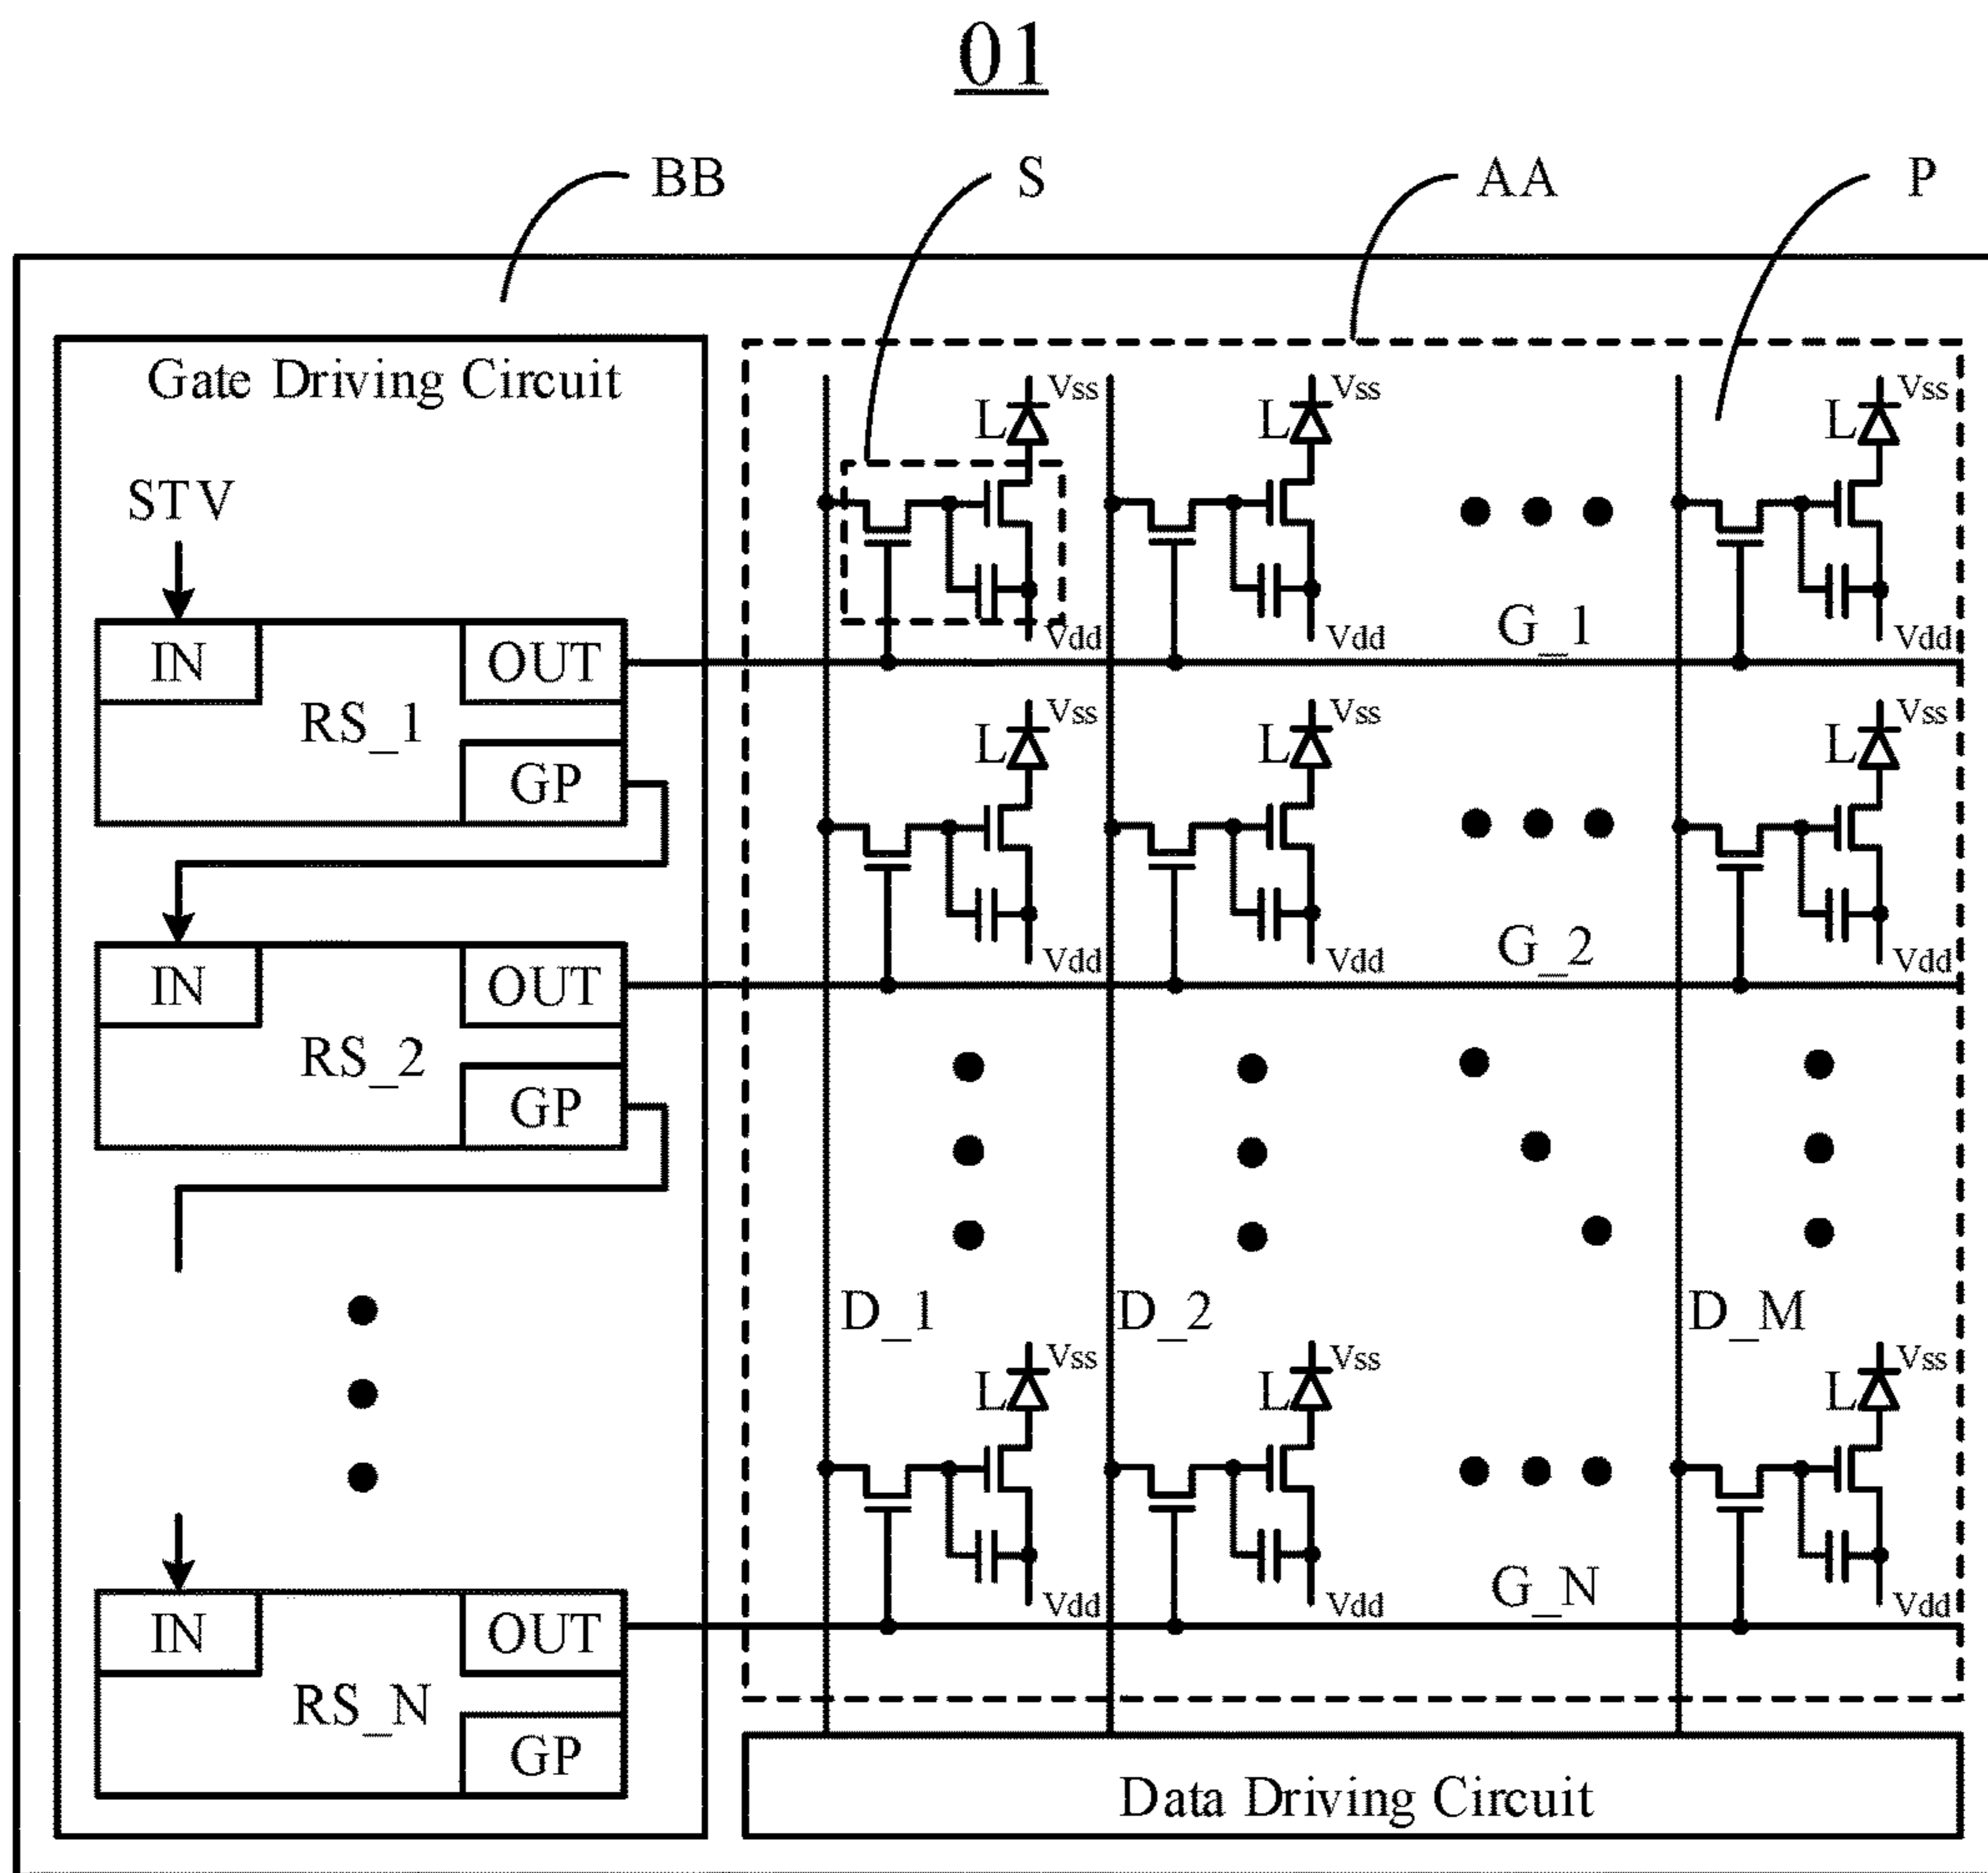 01
BB S AA P
Gate Driving Circuit
STV
L Vss L Vss L Vss
Vdd Vdd G_1 Vdd
IN OUT
RS_1
GP
L Vss L Vss L Vss
Vdd Vdd G_2 Vdd
IN OUT
RS_2
GP
D_1 D_2 D_M
L Vss L Vss L Vss
Vdd Vdd G_N Vdd
IN OUT
RS_N
GP
Data Driving Circuit